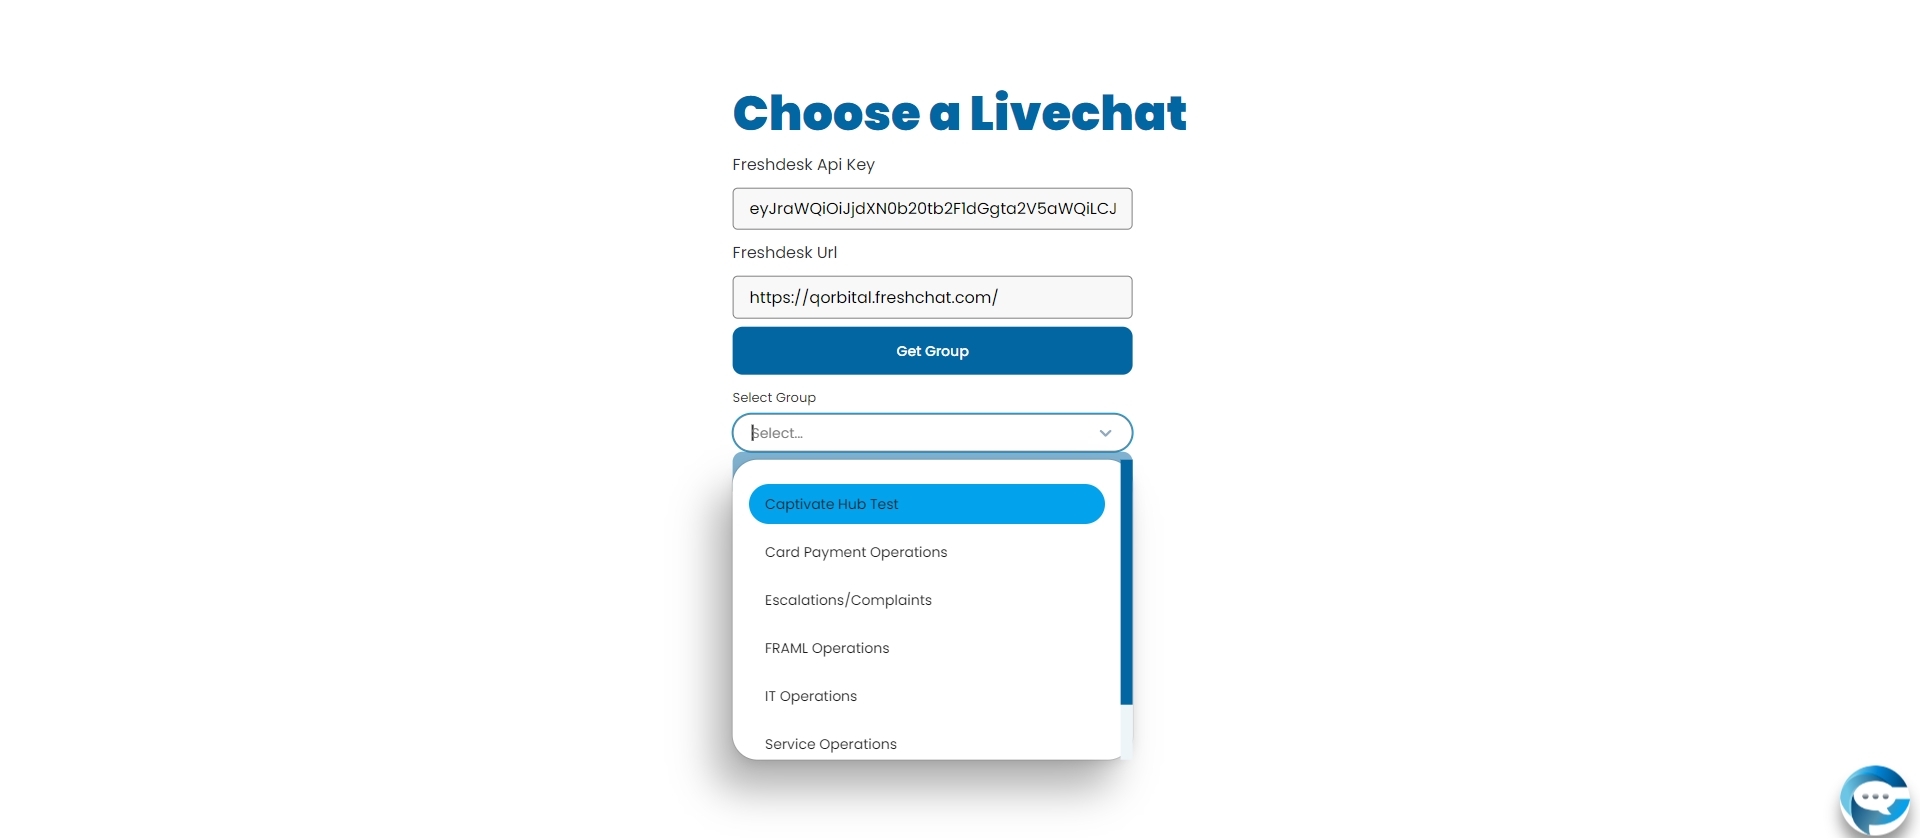 Choose a Livechat
Freshdesk Api Key
eyJraWQiOiJjdXN0b20tb2F1dGgta2V5aWQiLCJ
Freshdesk Url
https://qorbital.freshchat.com/
Get Group
Select Group
Select...
Captivate Hub Test
Card Payment Operations
Escalations/Complaints
FRAML Operations
IT Operations
Service Operations